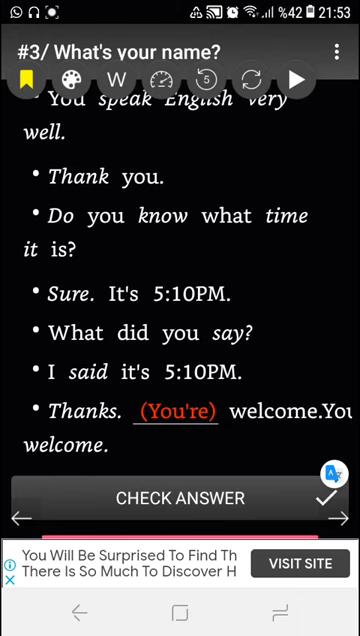 %42 21:53
#3/ What's your name?
W 5
• You speak English very
well.
• Thank you.
• Do you know what time
it is?
• Sure. It's 5:10PM.
• What did you say?
• I said it's 5:10PM.
• Thanks. (You're) welcome.You
welcome.
CHECK ANSWER
You Will Be Surprised To Find Th
There Is So Much To Discover H
VISIT SITE